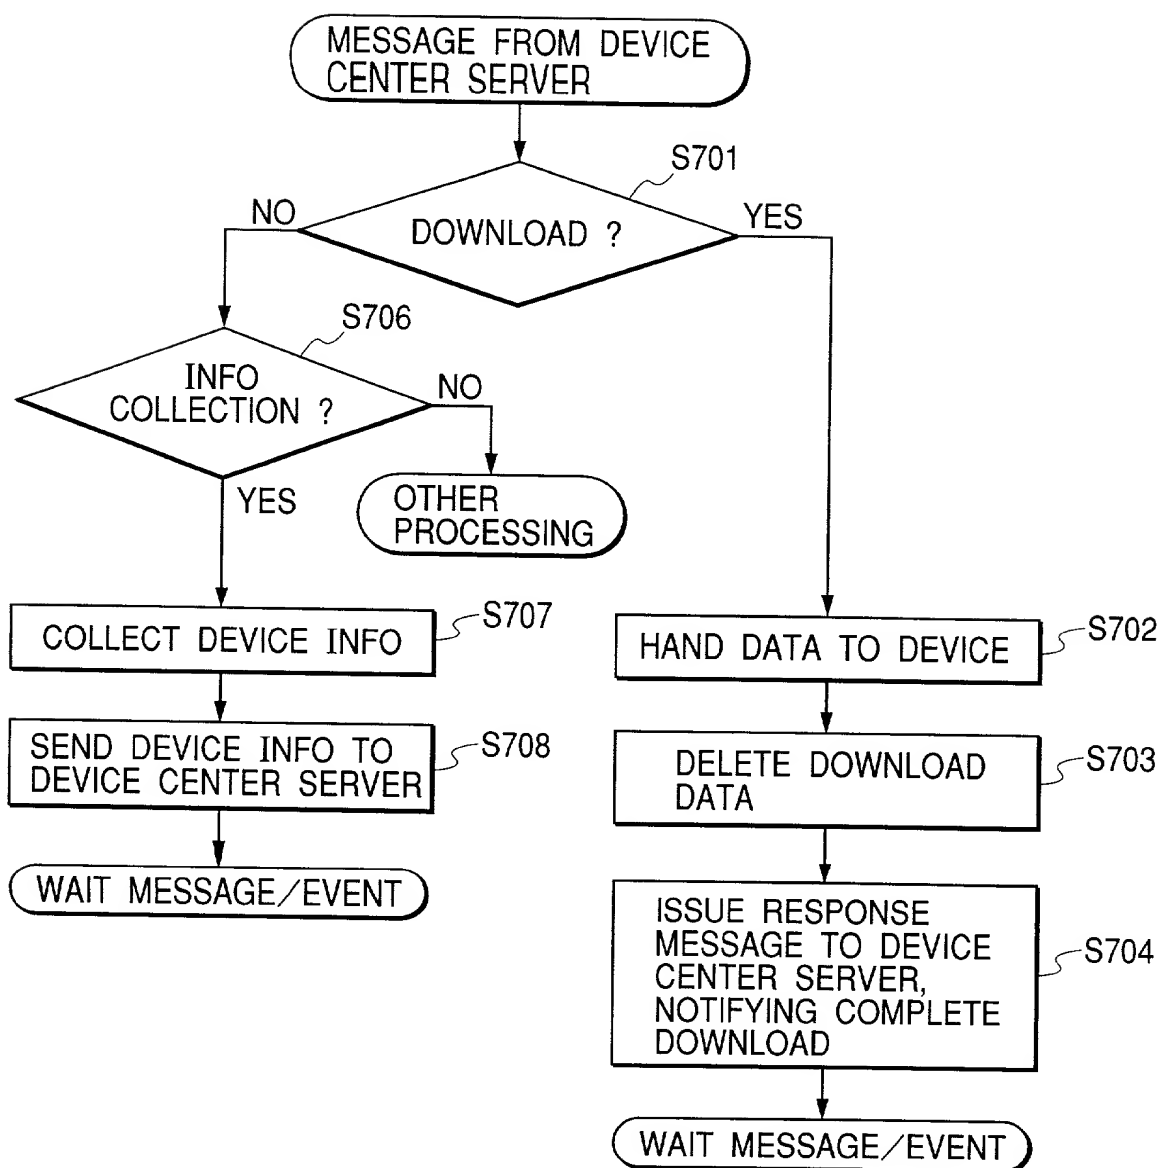 MESSAGE FROM DEVICE
CENTER SERVER
S701
NO
DOWNLOAD ?
YES
S706
INFO
COLLECTION ?
NO
YES
OTHER
PROCESSING
COLLECT DEVICE INFO
S707
SEND DEVICE INFO TO
DEVICE CENTER SERVER
S708
WAIT MESSAGE/EVENT
HAND DATA TO DEVICE
S702
DELETE DOWNLOAD
DATA
S703
ISSUE RESPONSE
MESSAGE TO DEVICE
CENTER SERVER,
NOTIFYING COMPLETE
DOWNLOAD
S704
WAIT MESSAGE/EVENT